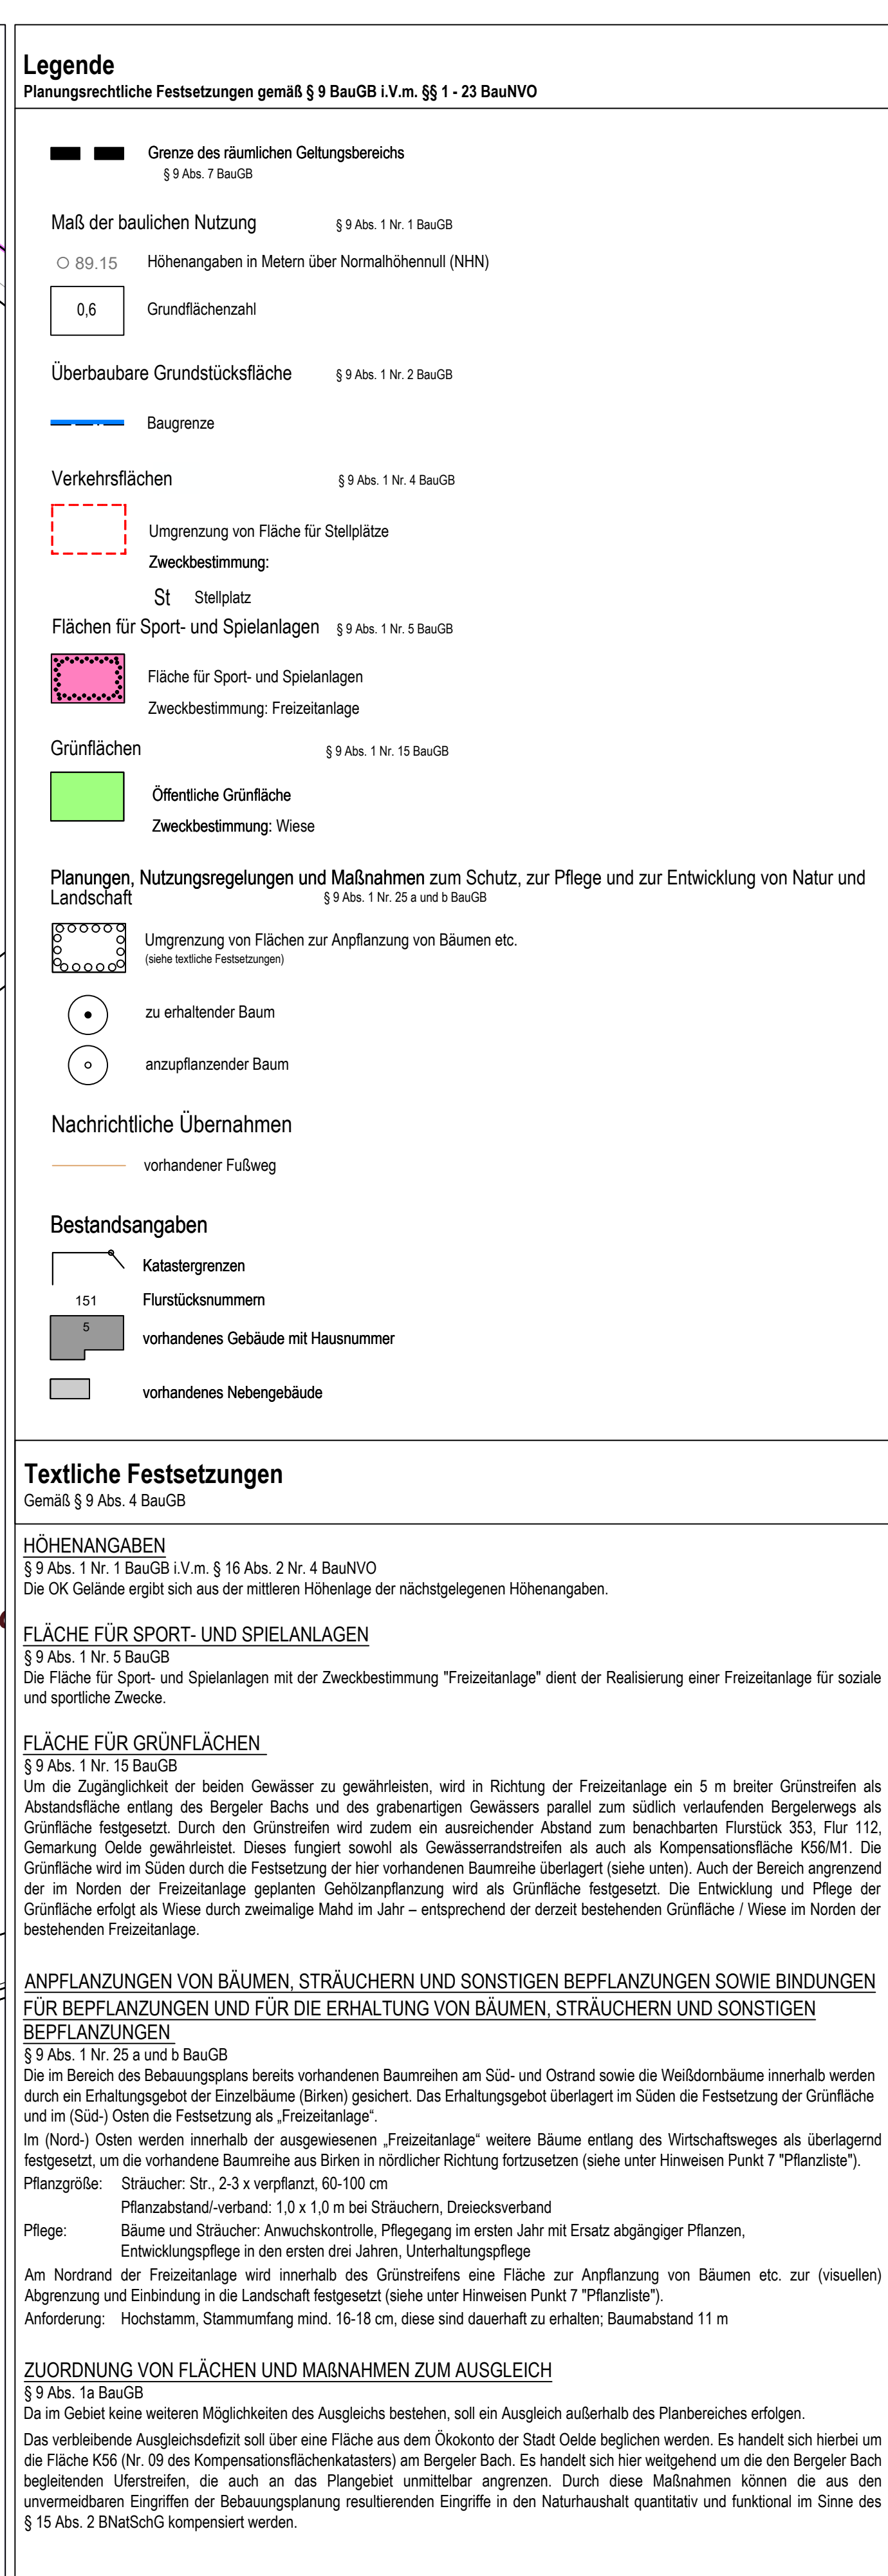 Legende
Planungsrechtliche Festsetzungen gemäß § 9 BauGB i.V.m. §§ 1 - 23 BauNVO
Grenze des räumlichen Geltungsbereichs
§ 9 Abs. 7 BauGB
Maß der baulichen Nutzung § 9 Abs. 1 Nr. 1 BauGB
89.15 Höhenangaben in Metern über Normalhöhennull (NHN)
0,6 Grundflächenzahl
Überbaubare Grundstücksfläche § 9 Abs. 1 Nr. 2 BauGB
Baugrenze
Verkehrsflächen § 9 Abs. 1 Nr. 4 BauGB
Umgrenzung von Fläche für Stellplätze
Zweckbestimmung:
St Stellplatz
Flächen für Sport- und Spielanlagen § 9 Abs. 1 Nr. 5 BauGB
Fläche für Sport- und Spielanlagen
Zweckbestimmung: Freizeitanlage
Grünflächen § 9 Abs. 1 Nr. 15 BauGB
Öffentliche Grünfläche
Zweckbestimmung: Wiese
Planungen, Nutzungsregelungen und Maßnahmen zum Schutz, zur Pflege und zur Entwicklung von Natur und
Landschaft § 9 Abs. 1 Nr. 25 a und b BauGB
Umgrenzung von Flächen zur Anpflanzung von Bäumen etc.
(siehe textliche Festsetzungen)
zu erhaltender Baum
anzupflanzender Baum
Nachrichtliche Übernahmen
vorhandener Fußweg
Bestandsangaben
Katastergrenzen
151 Flurstücksnummern
5 vorhandenes Gebäude mit Hausnummer
vorhandenes Nebengebäude
Textliche Festsetzungen
Gemäß § 9 Abs. 4 BauGB
HÖHENANGABEN
§ 9 Abs. 1 Nr. 1 BauGB i.V.m. § 16 Abs. 2 Nr. 4 BauNVO
Die OK Gelände ergibt sich aus der mittleren Höhenlage der nächstgelegenen Höhenangaben.
FLÄCHE FÜR SPORT- UND SPIELANLAGEN
§ 9 Abs. 1 Nr. 5 BauGB
Die Fläche für Sport- und Spielanlagen mit der Zweckbestimmung "Freizeitanlage" dient der Realisierung einer Freizeitanlage für soziale
und sportliche Zwecke.
FLÄCHE FÜR GRÜNFLÄCHEN
§ 9 Abs. 1 Nr. 15 BauGB
Um die Zugänglichkeit der beiden Gewässer zu gewährleisten, wird in Richtung der Freizeitanlage ein 5 m breiter Grünstreifen als
Abstandsfläche entlang des Bergeler Bachs und des grabenartigen Gewässers parallel zum südlich verlaufenden Bergelerwegs als
Grünfläche festgesetzt. Durch den Grünstreifen wird zudem ein ausreichender Abstand zum benachbarten Flurstück 353, Flur 112,
Gemarkung Oelde gewährleistet. Dieses fungiert sowohl als Gewässerrandstreifen als auch als Kompensationsfläche K56/M1. Die
Grünfläche wird im Süden durch die Festsetzung der hier vorhandenen Baumreihe überlagert (siehe unten). Auch der Bereich angrenzend
der im Norden der Freizeitanlage geplanten Gehölzanpflanzung wird als Grünfläche festgesetzt. Die Entwicklung und Pflege der
Grünfläche erfolgt als Wiese durch zweimalige Mahd im Jahr – entsprechend der derzeit bestehenden Grünfläche / Wiese im Norden der
bestehenden Freizeitanlage.
ANPFLANZUNGEN VON BÄUMEN, STRÄUCHERN UND SONSTIGEN BEPFLANZUNGEN SOWIE BINDUNGEN
FÜR BEPFLANZUNGEN UND FÜR DIE ERHALTUNG VON BÄUMEN, STRÄUCHERN UND SONSTIGEN
BEPFLANZUNGEN
§ 9 Abs. 1 Nr. 25 a und b BauGB
Die im Bereich des Bebauungsplans bereits vorhandenen Baumreihen am Süd- und Ostrand sowie die Weißdornbäume innerhalb werden
durch ein Erhaltungsgebot der Einzelbäume (Birken) gesichert. Das Erhaltungsgebot überlagert im Süden die Festsetzung der Grünfläche
und im (Süd-) Osten die Festsetzung als „Freizeitanlage“.
Im (Nord-) Osten werden innerhalb der ausgewiesenen „Freizeitanlage“ weitere Bäume entlang des Wirtschaftsweges als überlagernd
festgesetzt, um die vorhandene Baumreihe aus Birken in nördlicher Richtung fortzusetzen (siehe unter Hinweisen Punkt 7 "Pflanzliste").
Pflanzgröße: Sträucher: Str., 2-3 x verpflanzt, 60-100 cm
Pflanzabstand/-verband: 1,0 x 1,0 m bei Sträuchern, Dreiecksverband
Pflege: Bäume und Sträucher: Anwuchskontrolle, Pflegegang im ersten Jahr mit Ersatz abgängiger Pflanzen,
Entwicklungspflege in den ersten drei Jahren, Unterhaltungspflege
Am Nordrand der Freizeitanlage wird innerhalb des Grünstreifens eine Fläche zur Anpflanzung von Bäumen etc. zur (visuellen)
Abgrenzung und Einbindung in die Landschaft festgesetzt (siehe unter Hinweisen Punkt 7 "Pflanzliste").
Anforderung: Hochstamm, Stammumfang mind. 16-18 cm, diese sind dauerhaft zu erhalten; Baumabstand 11 m
ZUORDNUNG VON FLÄCHEN UND MAßNAHMEN ZUM AUSGLEICH
§ 9 Abs. 1a BauGB
Da im Gebiet keine weiteren Möglichkeiten des Ausgleichs bestehen, soll ein Ausgleich außerhalb des Planbereiches erfolgen.
Das verbleibende Ausgleichsdefizit soll über eine Fläche aus dem Ökokonto der Stadt Oelde beglichen werden. Es handelt sich hierbei um
die Fläche K56 (Nr. 09 des Kompensationsflächenkatasters) am Bergeler Bach. Es handelt sich hier weitgehend um die den Bergeler Bach
begleitenden Uferstreifen, die auch an das Plangebiet unmittelbar angrenzen. Durch diese Maßnahmen können die aus den
unvermeidbaren Eingriffen der Bebauungsplanung resultierenden Eingriffe in den Naturhaushalt quantitativ und funktional im Sinne des
§ 15 Abs. 2 BNatSchG kompensiert werden.